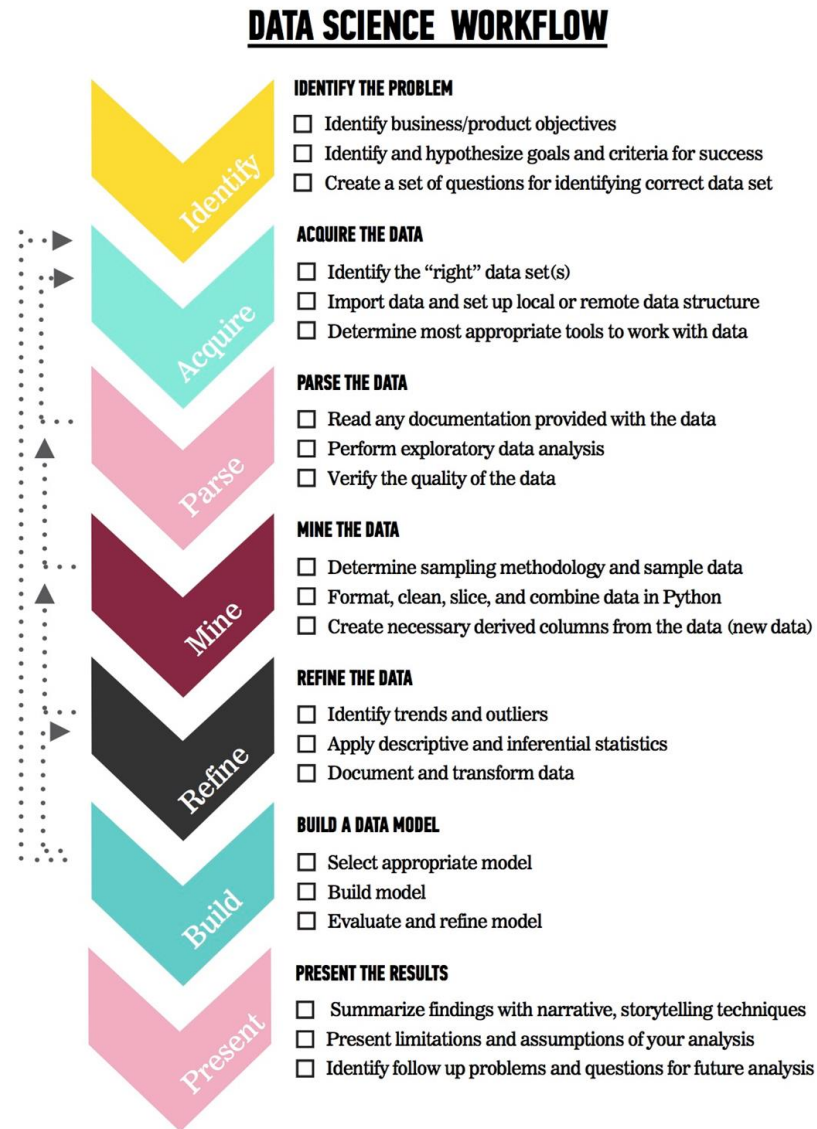 DATA SCIENCE WORKFLOW
IDENTIFY THE PROBLEM
Identify business/product objectives
Identify and hypothesize goals and criteria for success
Create a set of questions for identifying correct data set
Identify
ACQUIRE THE DATA
Identify the “right” data set(s)
Import data and set up local or remote data structure
Determine most appropriate tools to work with data
Acquire
PARSE THE DATA
Read any documentation provided with the data
Perform exploratory data analysis
Verify the quality of the data
Parse
MINE THE DATA
Determine sampling methodology and sample data
Format, clean, slice, and combine data in Python
Create necessary derived columns from the data (new data)
Mine
REFINE THE DATA
Identify trends and outliers
Apply descriptive and inferential statistics
Document and transform data
Refine
BUILD A DATA MODEL
Select appropriate model
Build model
Evaluate and refine model
Build
PRESENT THE RESULTS
Summarize findings with narrative, storytelling techniques
Present limitations and assumptions of your analysis
Identify follow up problems and questions for future analysis
Present